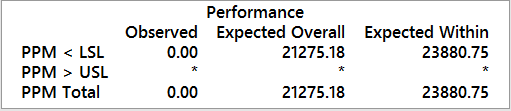 Performance
Observed Expected Overall Expected Within
PPM < LSL 0.00 21275.18 23880.75
PPM > USL * * *
PPM Total 0.00 21275.18 23880.75